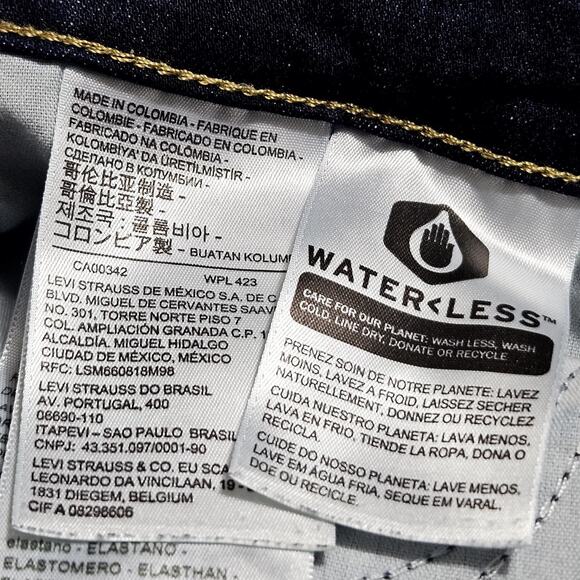 MADE IN COLOMBIA - FABRIQUE EN
COLOMBIE - FABRICADO EN COLOMBIA -
FABRICADO NA COLÔMBIA -
KOLOMBİYA'DA ÜRETİLMİSTİR -
СДЕЛАНО В КОЛУМБИИ -
哥伦比亚制造 -
哥倫比亞製 -
제조국 : 콜롬비아 -
コロンビア製 - BUATAN KOLUM
CA00342 WPL 423
LEVI STRAUSS DE MÉXICO S.A. DE C
BLVD. MIGUEL DE CERVANTES SAAV
NO. 301, TORRE NORTE PISO 7
COL. AMPLIACIÓN GRANADA C.P. 1
ALCALDÍA. MIGUEL HIDALGO
CIUDAD DE MÉXICO, MÉXICO
RFC: LSM660818M98
LEVI STRAUSS DO BRASIL
AV. PORTUGAL, 400
06690-110
ITAPEVI – SAO PAULO BRASIL
CNPJ: 43.351.097/0001-90
LEVI STRAUSS & CO. EU SCA
LEONARDO DA VINCILAAN, 19 -
1831 DIEGEM, BELGIUM
CIF A 08298606
elastano - ELASTANO -
ELASTOMERO - ELASTHAN
WATER<LESS™
CARE FOR OUR PLANET: WASH LESS, WASH
COLD, LINE DRY, DONATE OR RECYCLE.
PRENEZ SOIN DE NOTRE PLANETE: LAVEZ
MOINS, LAVEZ A FROID, LAISSEZ SECHER
NATURELLEMENT, DONNEZ OU RECYCLEZ
CUIDA NUESTRO PLANETA: LAVA MENOS,
LAVA EN FRIO, TIENDE LA ROPA, DONA O
RECICLA.
CUIDE DO NOSSO PLANETA: LAVE MENOS,
LAVE EM ÁGUA FRIA, SEQUE EM VARAL,
DOE OU RECICLE.